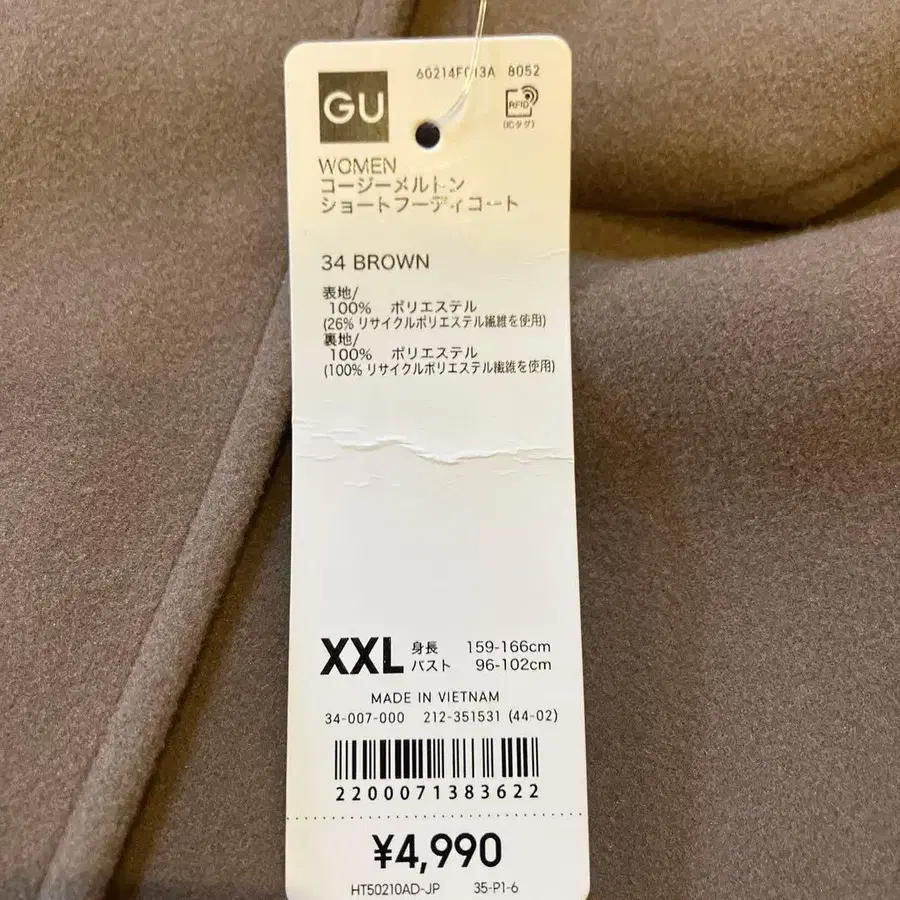 60214F013A 8052
GU
RFID
(ICタグ)
WOMEN
コージーメルトン
ショートフーディコート
34 BROWN
表地/
100% ポリエステル
(26% リサイクルポリエステル繊維を使用)
裏地/
100% ポリエステル
(100% リサイクルポリエステル繊維を使用)
XXL 身長 159-166cm
バスト 96-102cm
MADE IN VIETNAM
34-007-000 212-351531 (44-02)
2200071383622
¥4,990
HT50210AD-JP 35-P1-6